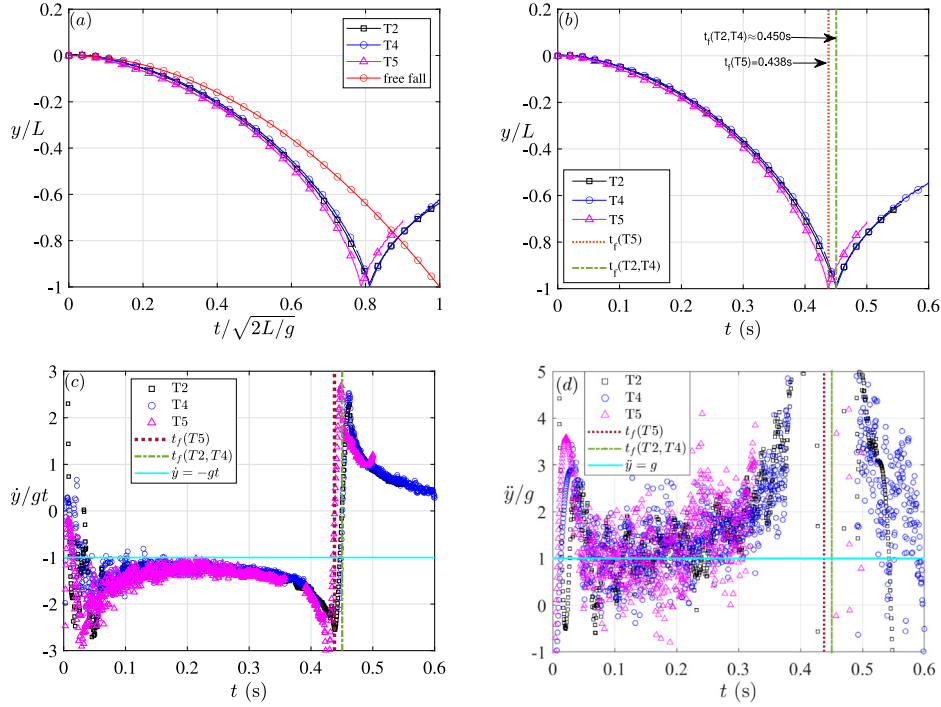 (a)
T2
T4
T5
free fall
0
-0.2
-0.4
-0.6
-0.8
-1
y/L
0 0.2 0.4 0.6 0.8 1
t/√2L/g
(b)
t_f(T2,T4)≈0.450s
t_f(T5)=0.438s
T2
T4
T5
t_f(T5)
t_f(T2,T4)
0
-0.2
-0.4
-0.6
-0.8
-1
y/L
0 0.1 0.2 0.3 0.4 0.5 0.6
t (s)
(c)
T2
T4
T5
t_f(T5)
t_f(T2, T4)
ẏ = −gt
3
2
1
0
-1
-2
-3
ẏ/gt
0 0.1 0.2 0.3 0.4 0.5 0.6
t (s)
(d)
T2
T4
T5
t_f(T5)
t_f(T2, T4)
ÿ = g
5
4
3
2
1
0
-1
ÿ/g
0 0.1 0.2 0.3 0.4 0.5 0.6
t (s)